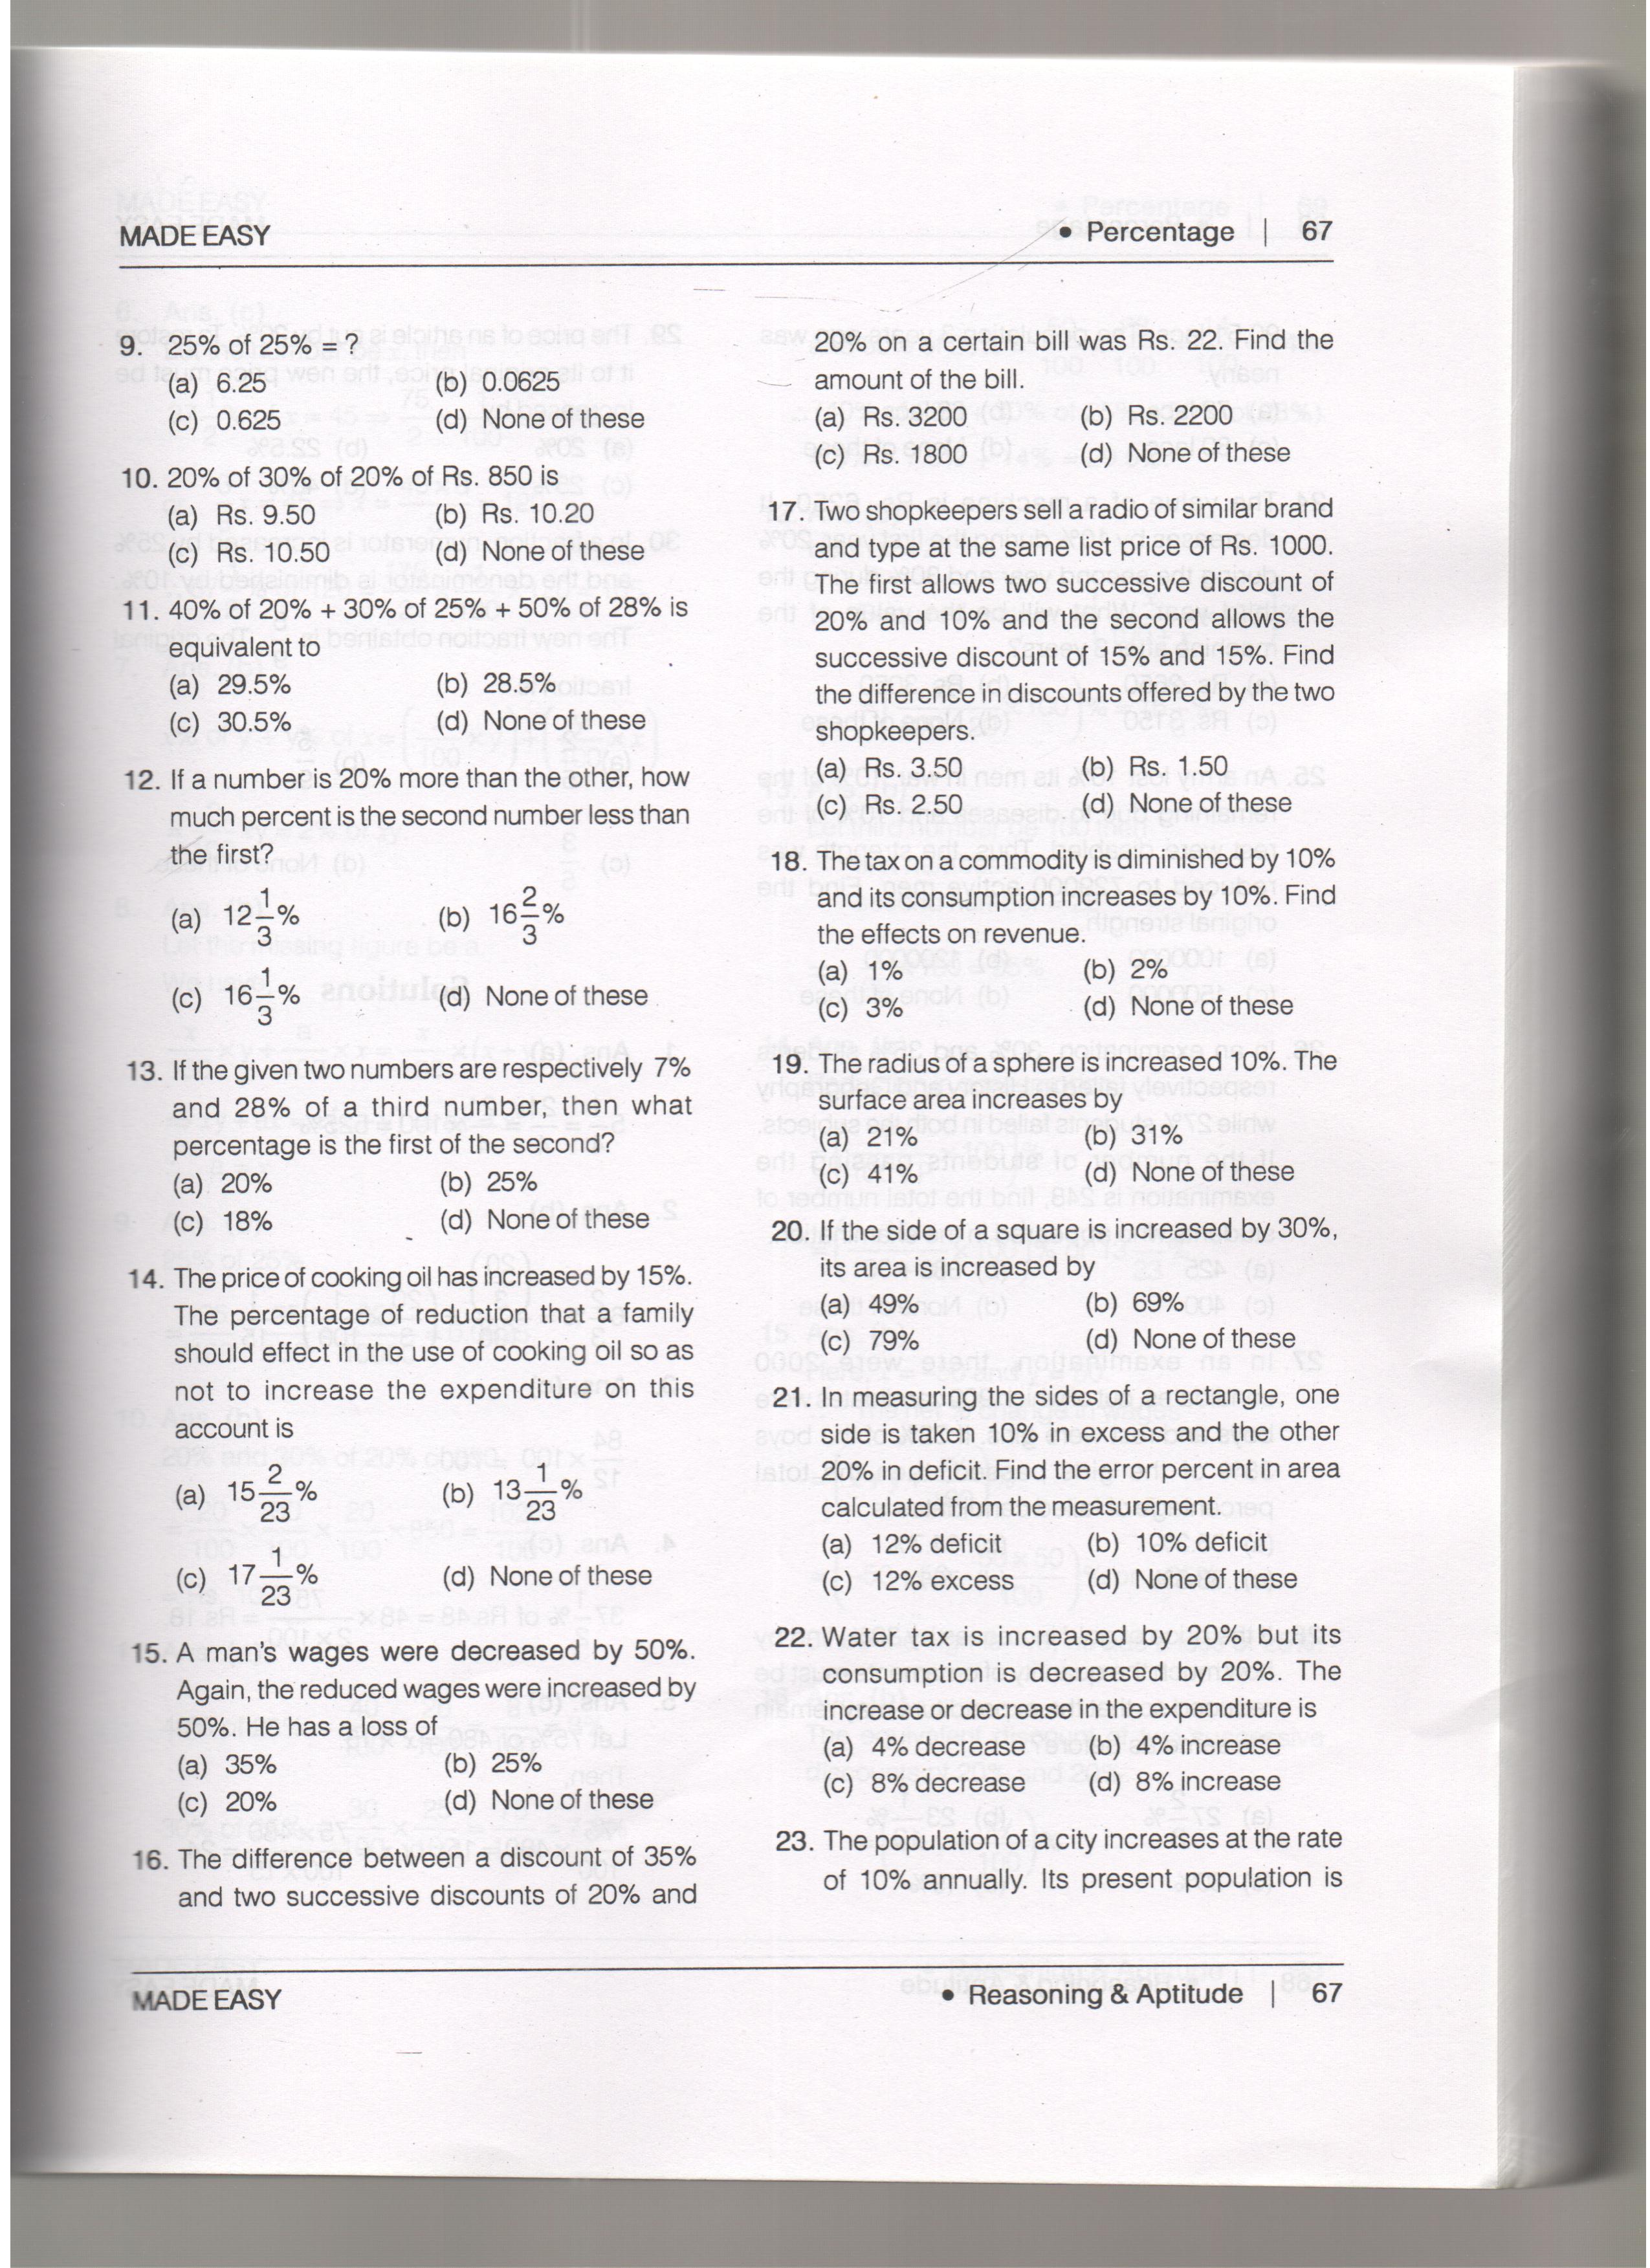 MADE EASY
• Percentage | 67
9. 25% of 25% = ?
(a) 6.25 (b) 0.0625
(c) 0.625 (d) None of these
10. 20% of 30% of 20% of Rs. 850 is
(a) Rs. 9.50 (b) Rs. 10.20
(c) Rs. 10.50 (d) None of these
11. 40% of 20% + 30% of 25% + 50% of 28% is
equivalent to
(a) 29.5% (b) 28.5%
(c) 30.5% (d) None of these
12. If a number is 20% more than the other, how
much percent is the second number less than
the first?
(a) 12 1/3% (b) 16 2/3%
(c) 16 1/3% (d) None of these
13. If the given two numbers are respectively 7%
and 28% of a third number, then what
percentage is the first of the second?
(a) 20% (b) 25%
(c) 18% (d) None of these
14. The price of cooking oil has increased by 15%.
The percentage of reduction that a family
should effect in the use of cooking oil so as
not to increase the expenditure on this
account is
(a) 15 2/23% (b) 13 1/23%
(c) 17 1/23% (d) None of these
15. A man's wages were decreased by 50%.
Again, the reduced wages were increased by
50%. He has a loss of
(a) 35% (b) 25%
(c) 20% (d) None of these
16. The difference between a discount of 35%
and two successive discounts of 20% and
20% on a certain bill was Rs. 22. Find the
amount of the bill.
(a) Rs. 3200 (b) Rs. 2200
(c) Rs. 1800 (d) None of these
17. Two shopkeepers sell a radio of similar brand
and type at the same list price of Rs. 1000.
The first allows two successive discount of
20% and 10% and the second allows the
successive discount of 15% and 15%. Find
the difference in discounts offered by the two
shopkeepers.
(a) Rs. 3.50 (b) Rs. 1.50
(c) Rs. 2.50 (d) None of these
18. The tax on a commodity is diminished by 10%
and its consumption increases by 10%. Find
the effects on revenue.
(a) 1% (b) 2%
(c) 3% (d) None of these
19. The radius of a sphere is increased 10%. The
surface area increases by
(a) 21% (b) 31%
(c) 41% (d) None of these
20. If the side of a square is increased by 30%,
its area is increased by
(a) 49% (b) 69%
(c) 79% (d) None of these
21. In measuring the sides of a rectangle, one
side is taken 10% in excess and the other
20% in deficit. Find the error percent in area
calculated from the measurement.
(a) 12% deficit (b) 10% deficit
(c) 12% excess (d) None of these
22. Water tax is increased by 20% but its
consumption is decreased by 20%. The
increase or decrease in the expenditure is
(a) 4% decrease (b) 4% increase
(c) 8% decrease (d) 8% increase
23. The population of a city increases at the rate
of 10% annually. Its present population is
MADE EASY
• Reasoning & Aptitude | 67